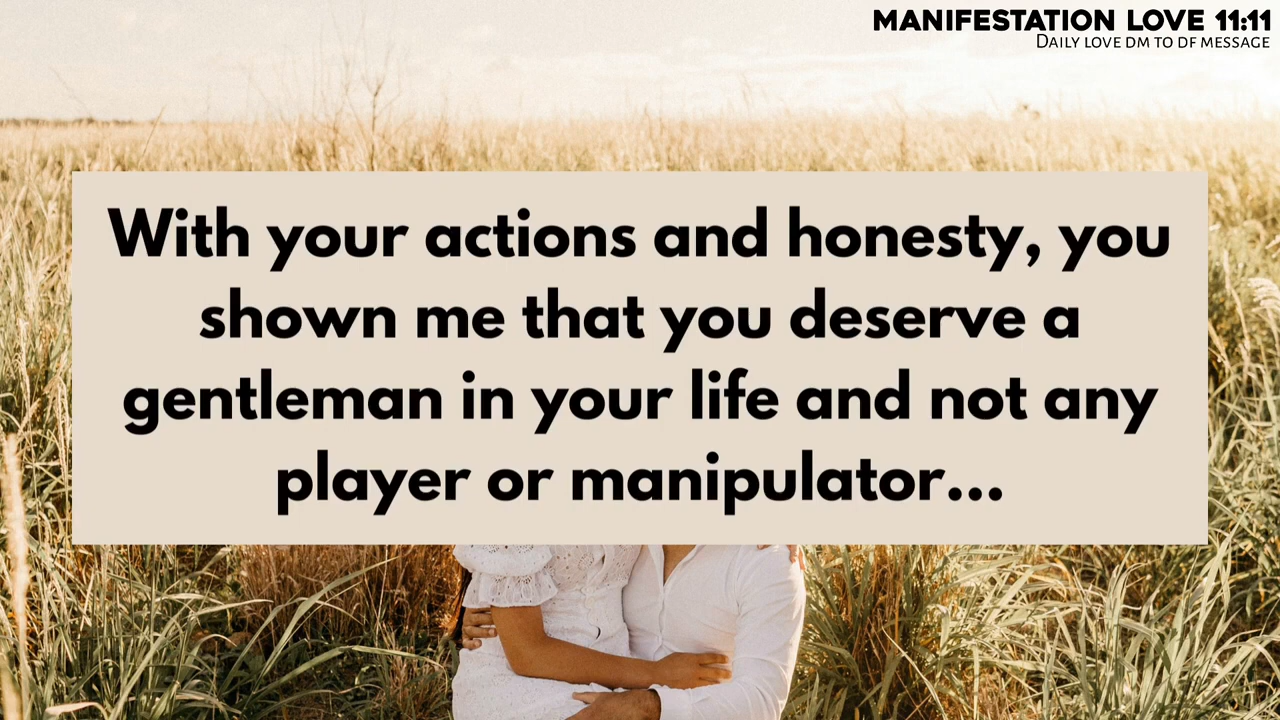 MANIFESTATION LOVE 11:11
Daily love dm to df message
With your actions and honesty, you
shown me that you deserve a
gentleman in your life and not any
player or manipulator...